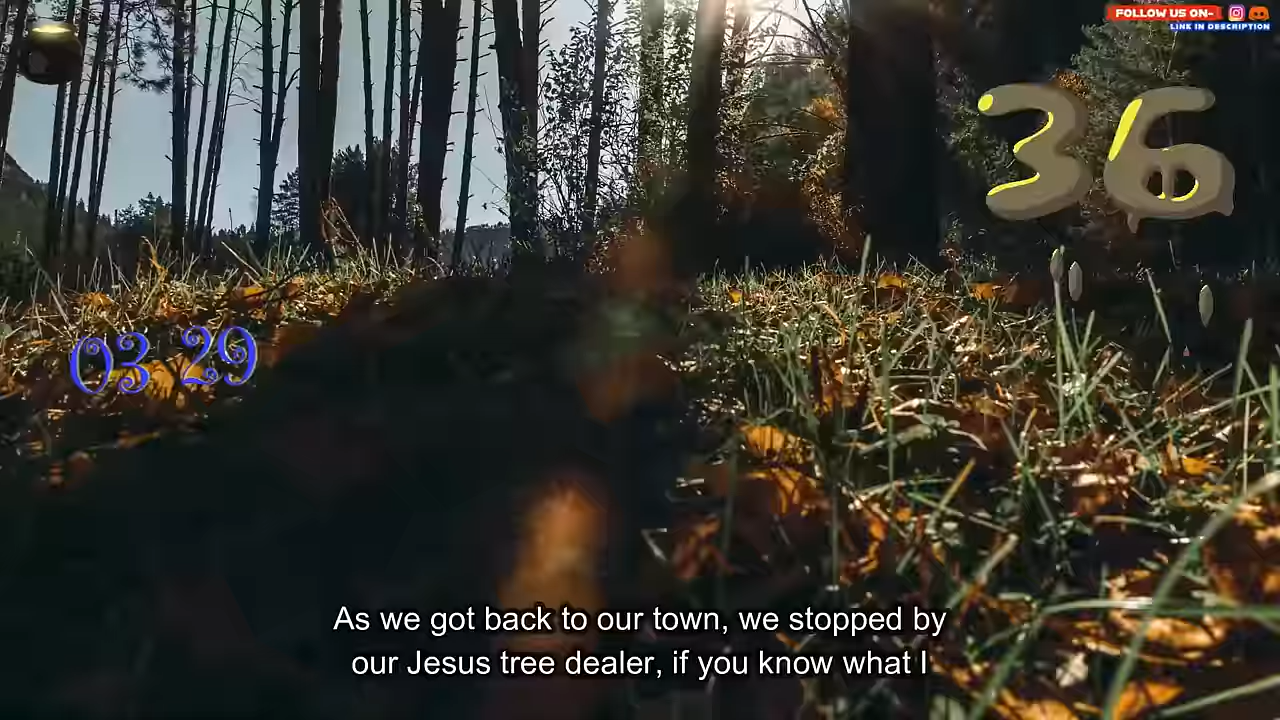 FOLLOW US ON-
LINK IN DESCRIPTION
36
03 29
As we got back to our town, we stopped by
our Jesus tree dealer, if you know what I